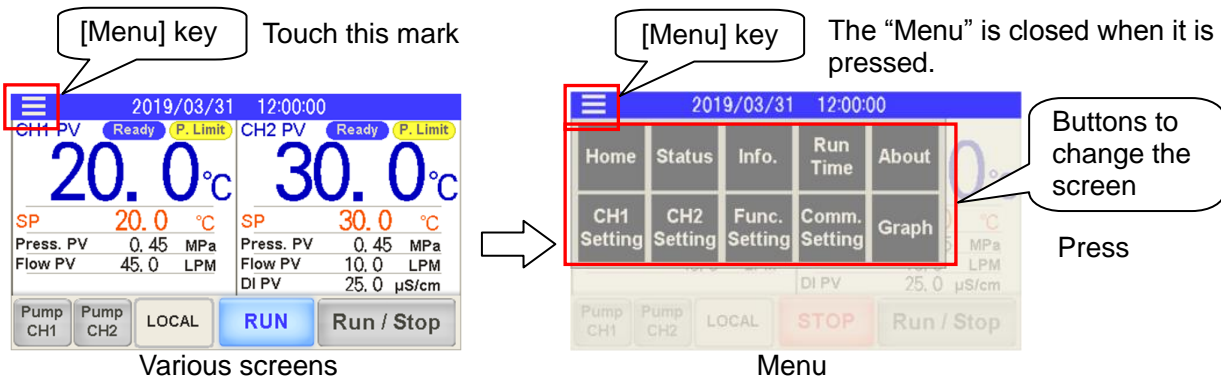 [Menu] key
Touch this mark
2019/03/31 12:00:00
CH1 PV Ready P. Limit
20.0 °C
SP 20.0 °C
Press. PV 0.45 MPa
Flow PV 45.0 LPM
CH2 PV Ready P. Limit
30.0 °C
SP 30.0 °C
Press. PV 0.45 MPa
Flow PV 10.0 LPM
DI PV 25.0 μS/cm
Pump
CH1
Pump
CH2
LOCAL
RUN
Run / Stop
Various screens
[Menu] key
The “Menu” is closed when it is
pressed.
2019/03/31 12:00:00
Home
Status
Info.
Run
Time
About
CH1
Setting
CH2
Setting
Func.
Setting
Comm.
Setting
Graph
°C
°C
MPa
LPM
DI PV 25.0 μS/cm
Pump
CH1
Pump
CH2
LOCAL
STOP
Run / Stop
Menu
Buttons to
change the
screen
Press